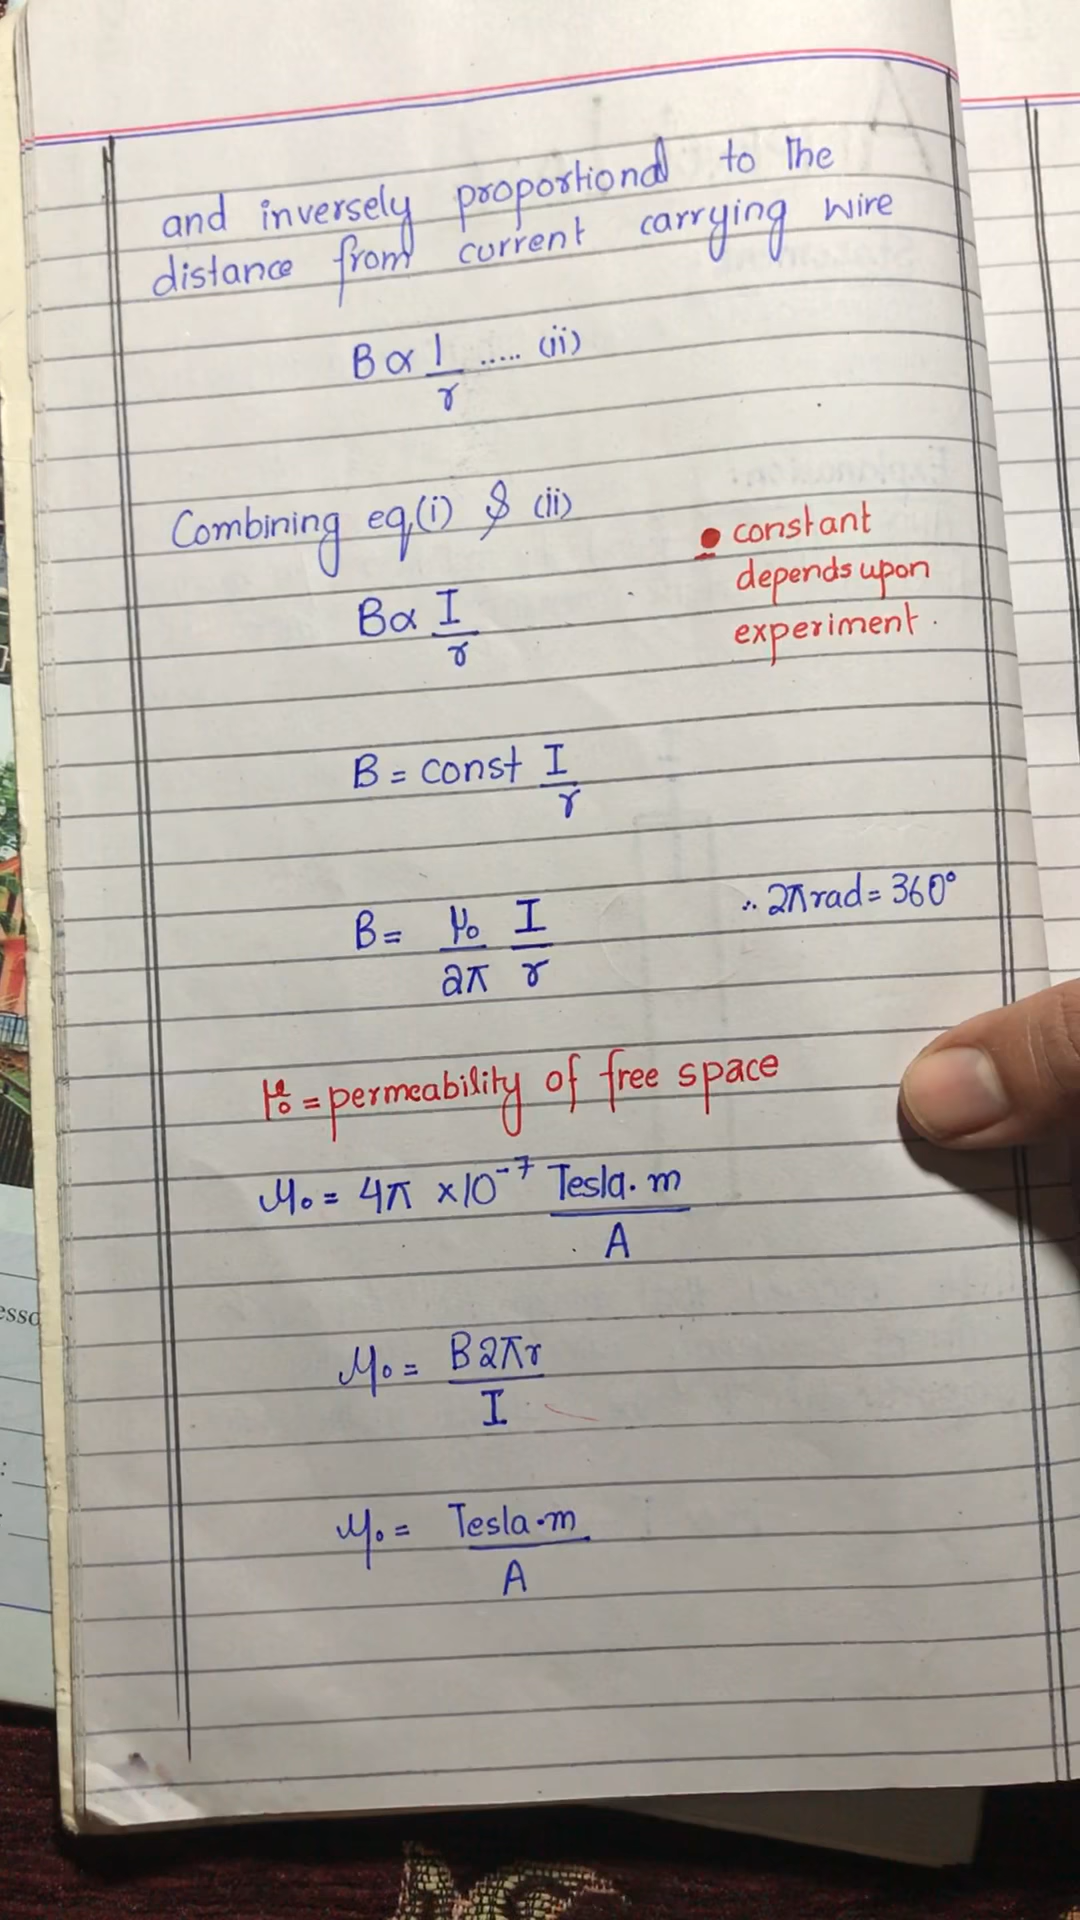 and inversely proportional to the
distance from current carrying wire
B ∝ 1/r ..... (ii)
Combining eq,(i) & (ii)
• constant
depends upon
experiment.
B ∝ I/r
B = const I/r
B = μ₀/2π I/r
∴ 2π rad = 360°
μ₀ = permeability of free space
μ₀ = 4π × 10⁻⁷ Tesla. m/A
μ₀ = B2πr/I
μ₀ = Tesla.m/A